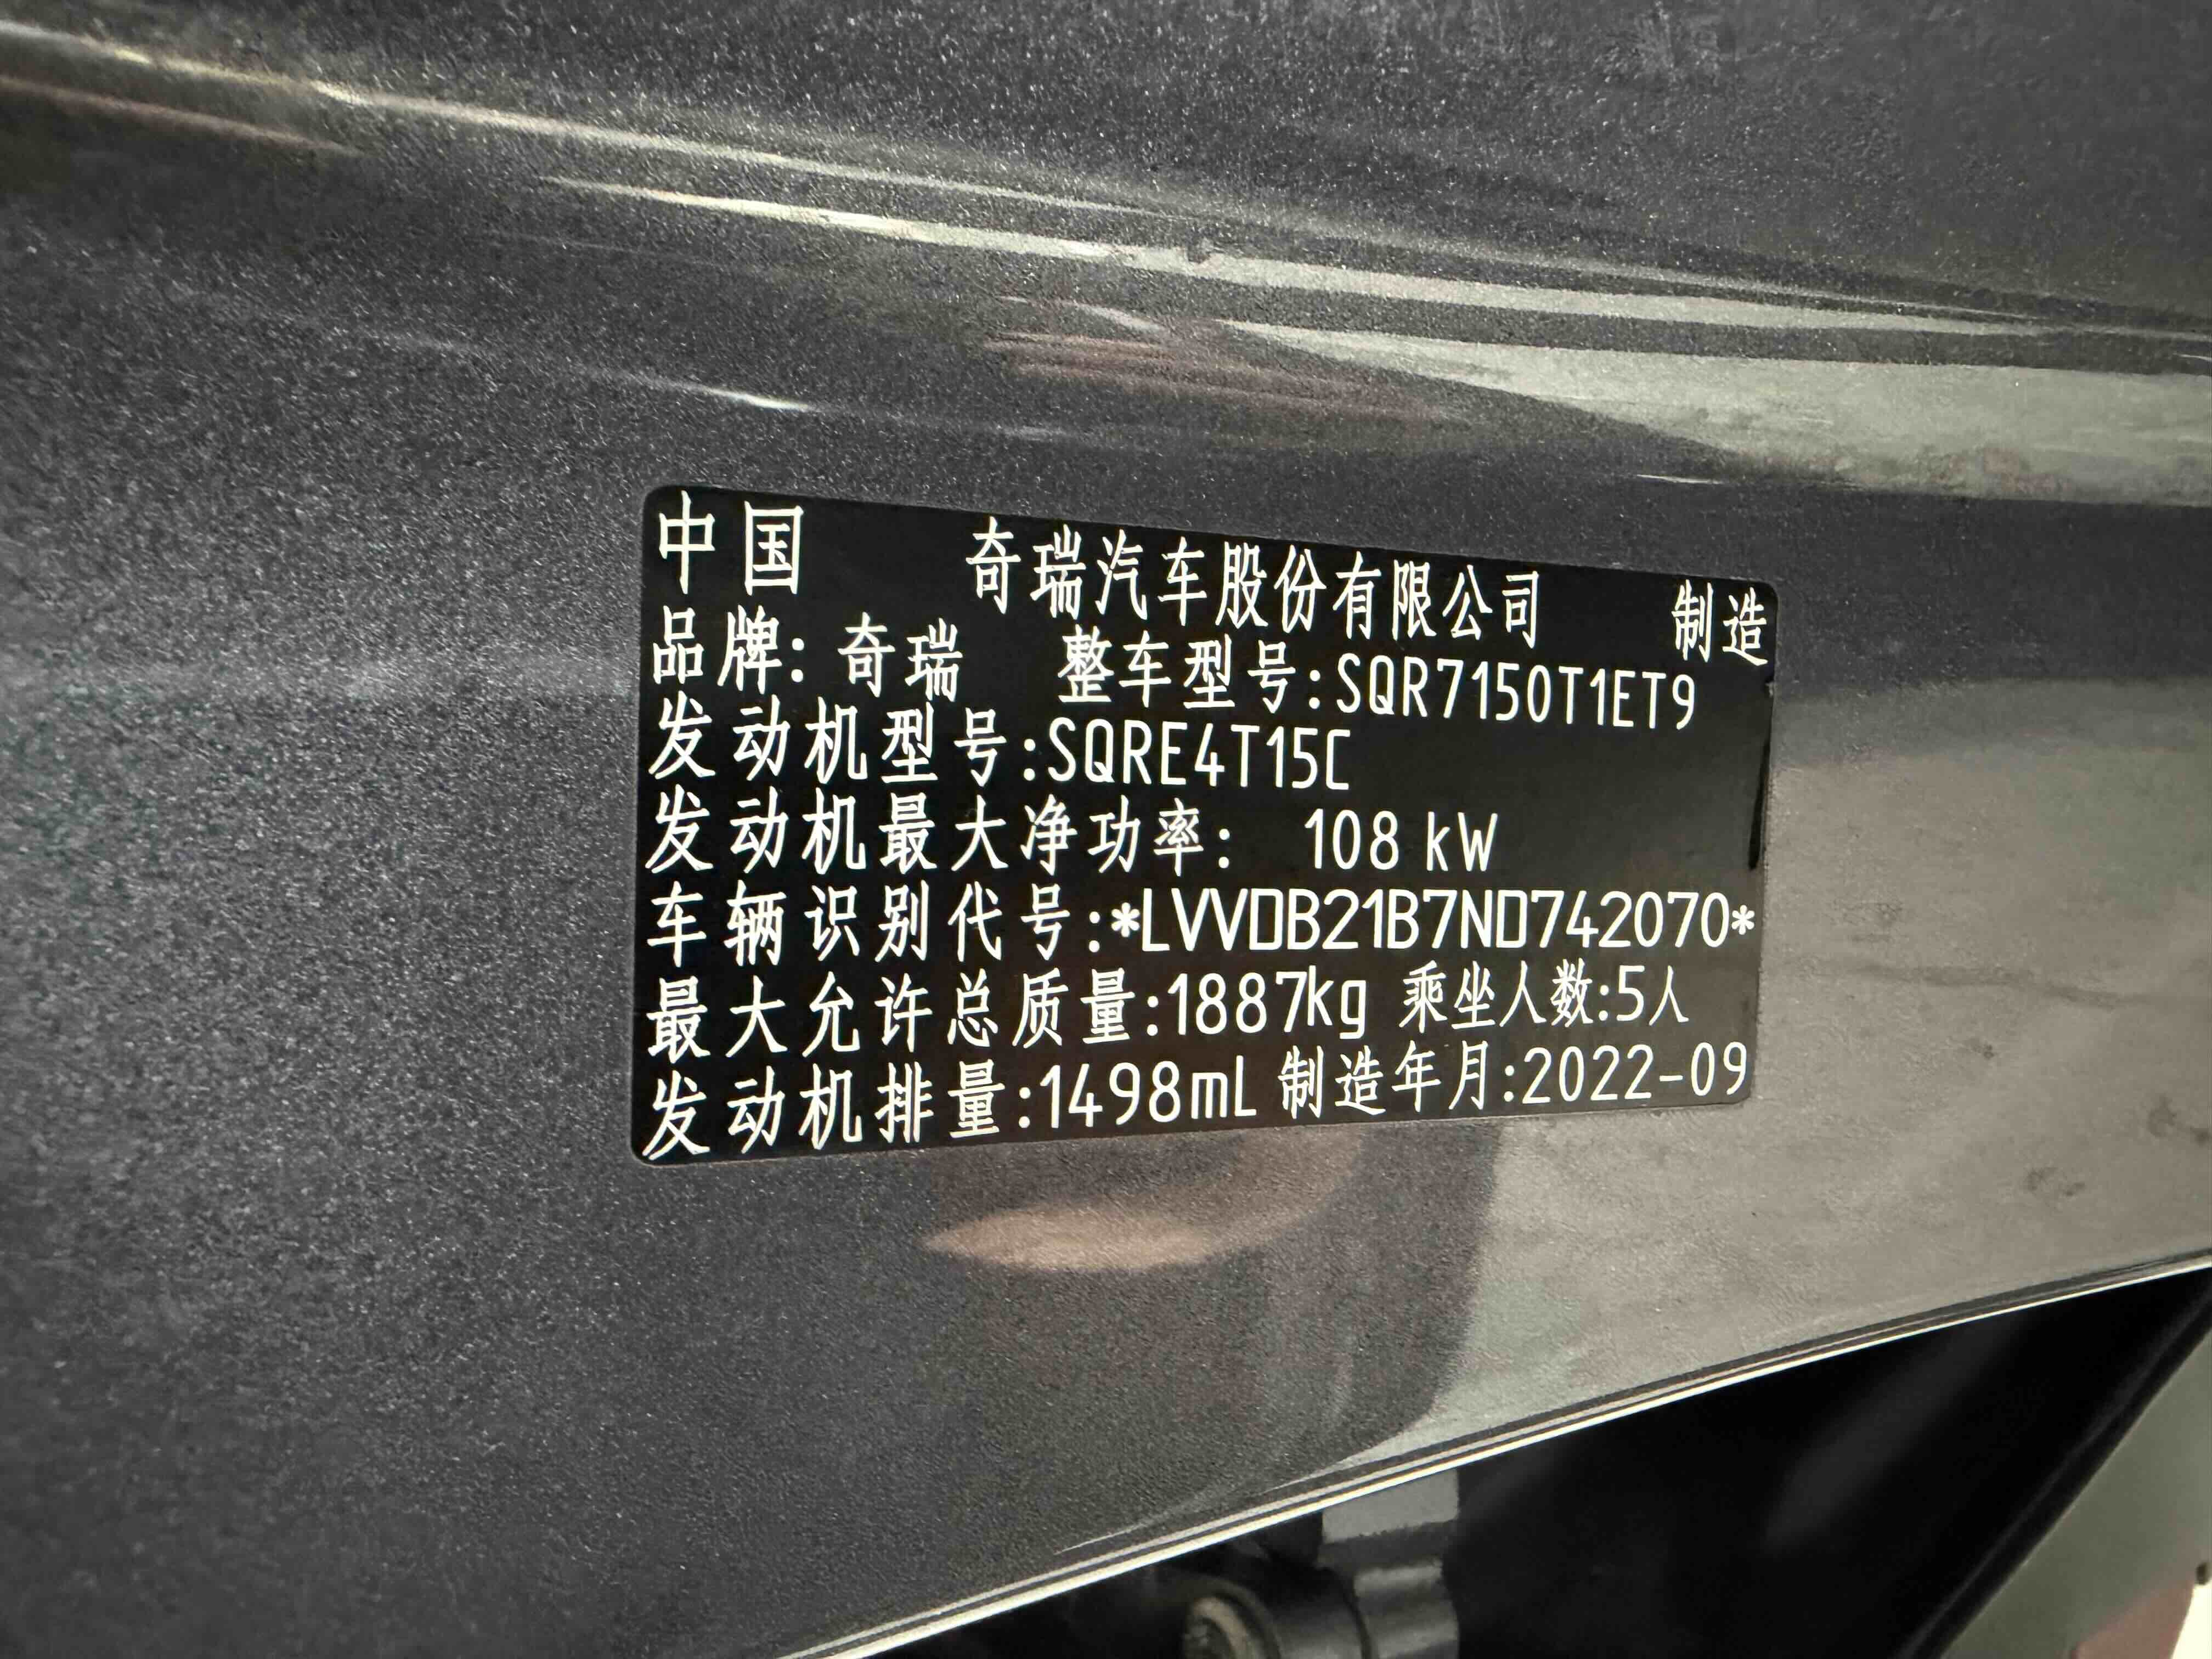 中国 奇瑞汽车股份有限公司 制造
品牌:奇瑞 整车型号:SQR7150T1ET9
发动机型号:SQRE4T15C
发动机最大净功率: 108 kW
车辆识别代号:*LVVDB21B7ND742070*
最大允许总质量:1887kg 乘坐人数:5人
发动机排量:1498mL 制造年月:2022-09